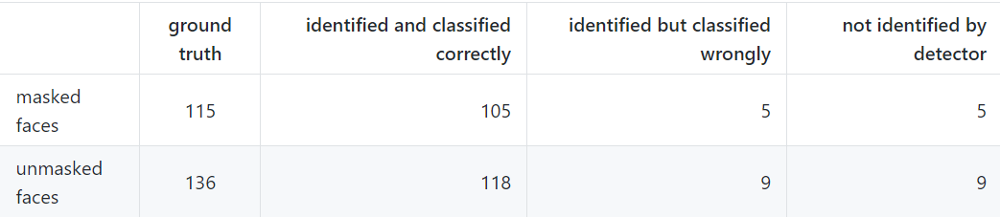 ground truth | identified and classified correctly | identified but classified wrongly | not identified by detector
masked faces | 115 | 105 | 5 | 5
unmasked faces | 136 | 118 | 9 | 9